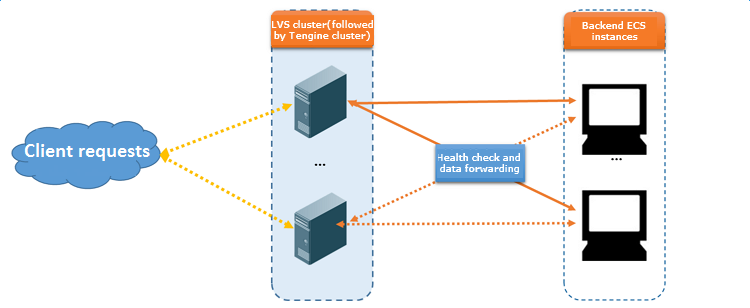 LVS cluster(followed
by Tengine cluster)
Backend ECS
instances
Client requests
...
Health check and
data forwarding
...